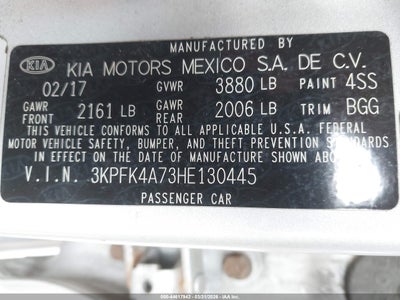 MANUFACTURED BY
KIA KIA MOTORS MEXICO S.A. DE C.V.
02/17 GVWR 3880 LB PAINT 4SS
GAWR FRONT 2161 LB GAWR REAR 2006 LB TRIM BGG
THIS VEHICLE CONFORMS TO ALL APPLICABLE U.S.A. FEDERAL
MOTOR VEHICLE SAFETY, BUMPER, AND THEFT PREVENTION
STANDARDS IN EFFECT ON THE DATE OF MANUFACTURE SHOWN ABOVE.
V.I.N. 3KPFK4A73HE130445
PASSENGER CAR